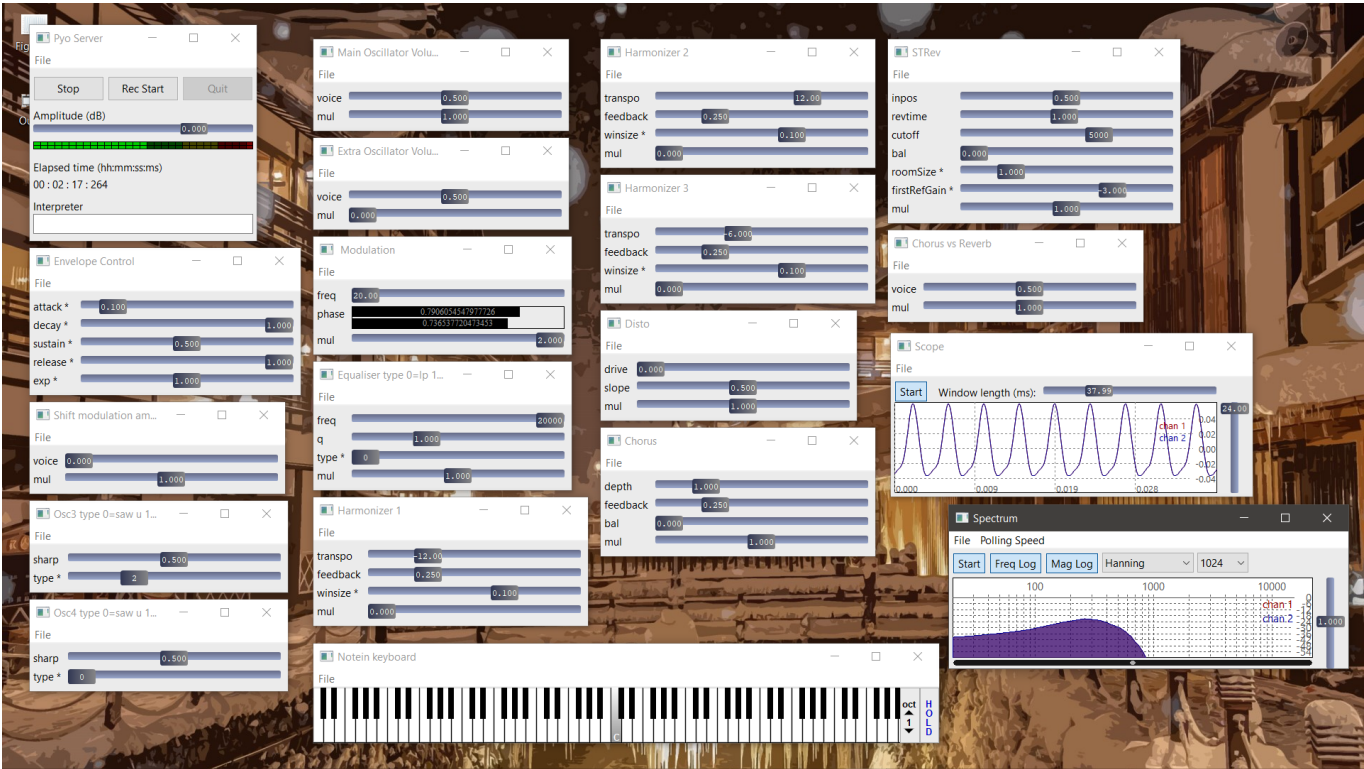 Pyo Server
File
Stop Rec Start Quit
Amplitude (dB)
0.000
Elapsed time (hh:mm:ss:ms)
00 : 02 : 17 : 264
Interpreter
Envelope Control
File
attack * 0.100
decay * 1.000
sustain * 0.500
release * 1.000
exp * 1.000
Shift modulation am...
File
voice 0.000
mul 1.000
Osc3 type 0=saw u 1...
File
sharp 0.500
type * 2
Osc4 type 0=saw u 1...
File
sharp 0.500
type * 0
Main Oscillator Volu...
File
voice 0.500
mul 1.000
Extra Oscillator Volu...
File
voice 0.500
mul 0.000
Modulation
File
freq 20.00
phase 0.7906054547977726
0.736537720473453
mul 2.000
Equaliser type 0=lp 1...
File
freq 20000
q 1.000
type * 0
mul 1.000
Harmonizer 1
File
transpo -12.00
feedback 0.250
winsize * 0.100
mul 0.000
Harmonizer 2
File
transpo 12.00
feedback 0.250
winsize * 0.100
mul 0.000
Harmonizer 3
File
transpo -6.000
feedback 0.250
winsize * 0.100
mul 0.000
Disto
File
drive 0.000
slope 0.500
mul 1.000
Chorus
File
depth 1.000
feedback 0.250
bal 0.000
mul 1.000
STRev
File
inpos 0.500
revtime 1.000
cutoff 5000
bal 0.000
roomSize * 1.000
firstRefGain * -3.000
mul 1.000
Chorus vs Reverb
File
voice 0.500
mul 1.000
Scope
File
Start Window length (ms): 37.99
24.00
0.04
chan 1
0.02
chan 2
0.00
-0.02
-0.04
0.000 0.009 0.019 0.028
Spectrum
File Polling Speed
Start Freq Log Mag Log Hanning 1024
100 1000 10000
0
chan 1
chan 2
-54
1.000
Notein keyboard
File
oct
1
HOLD
C